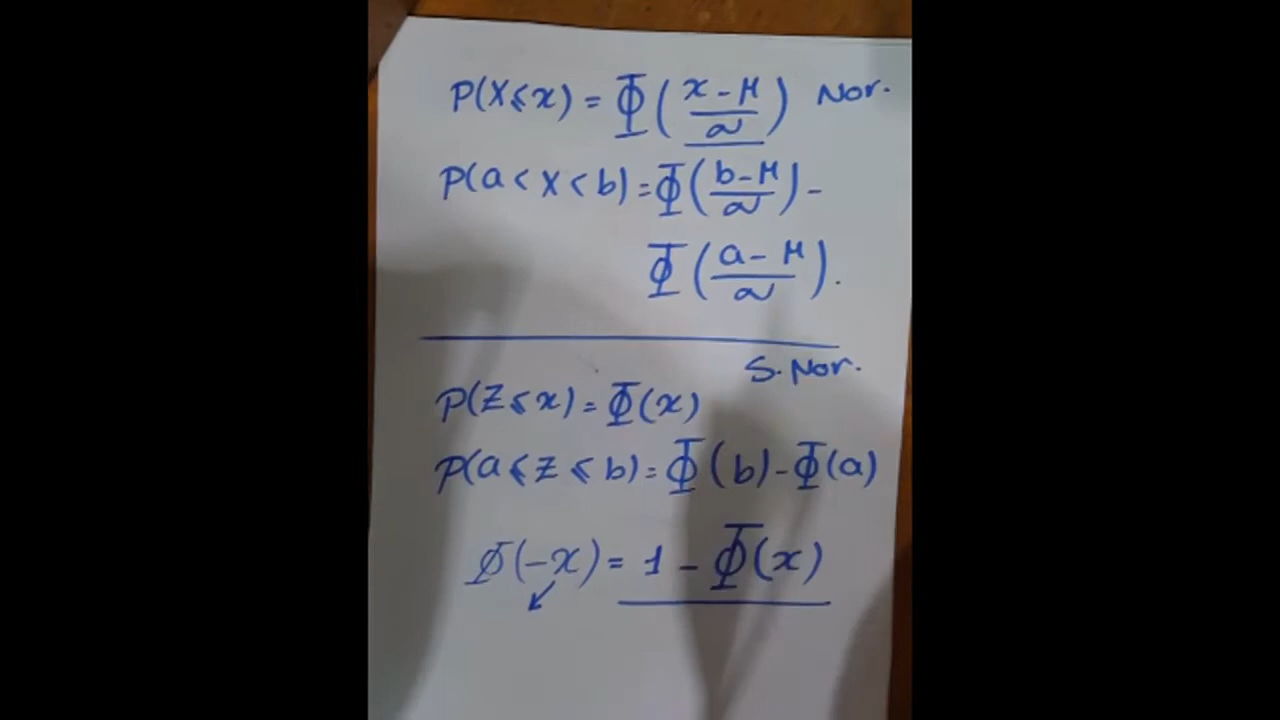 P(X≤x) = Φ(x-μ/σ) Nor.
P(a<X<b) = Φ(b-μ/σ) -
Φ(a-μ/σ).
S. Nor.
P(Z≤x) = Φ(x)
P(a≤Z≤b) = Φ(b) - Φ(a)
Φ(-x) = 1 - Φ(x)